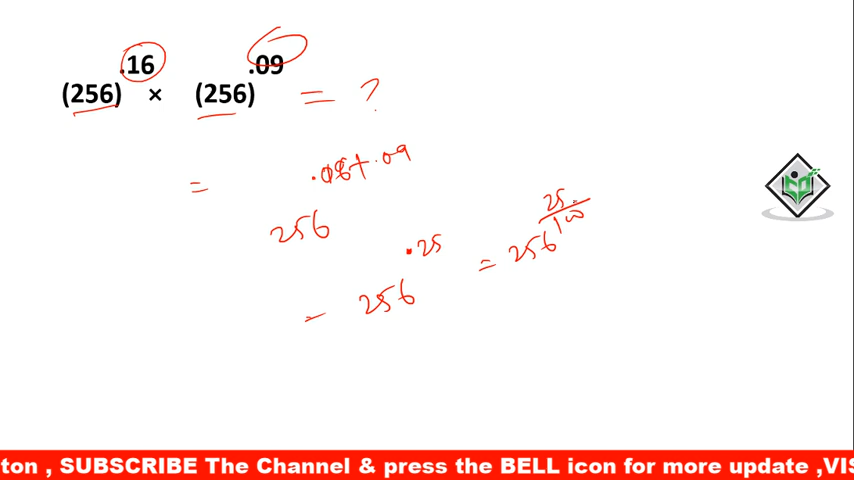 .16 .09
(256) × (256) = ?
= 256 .16+.09
= 256 .25 = 256 25/100
ton , SUBSCRIBE The Channel & press the BELL icon for more update ,VIS